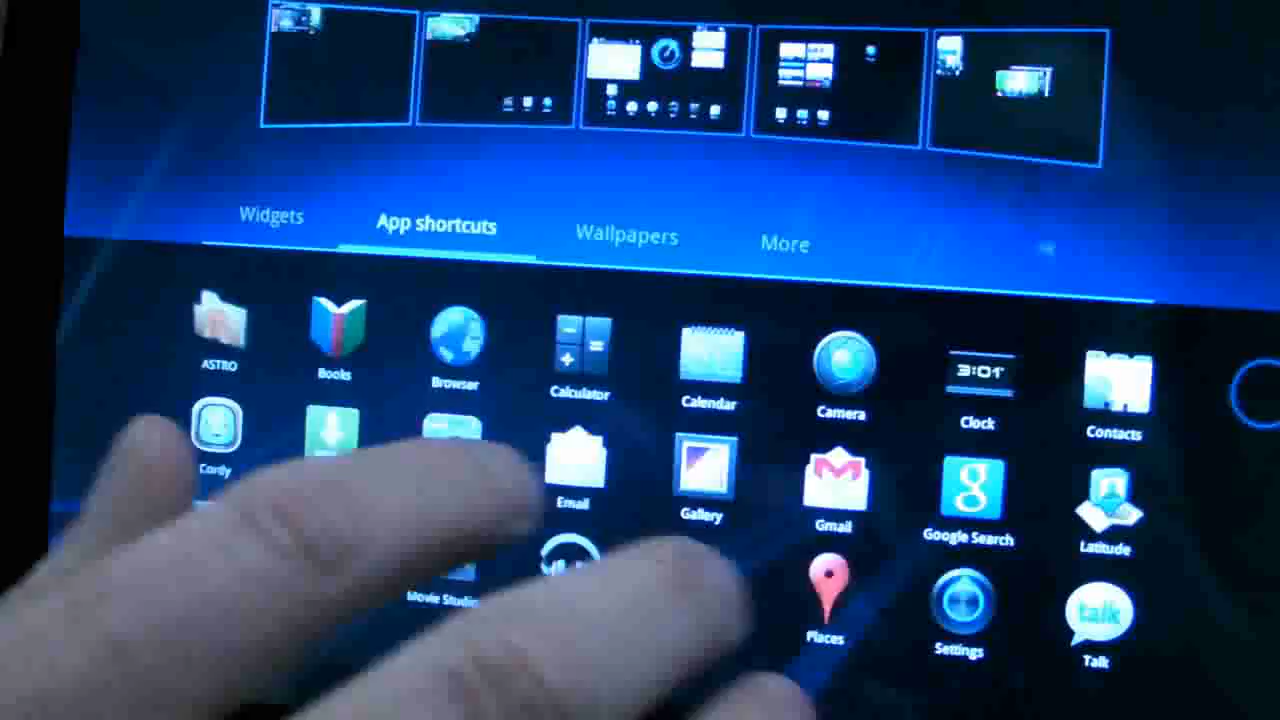 Widgets
App shortcuts
Wallpapers
More
ASTRO
Books
Browser
Calculator
Calendar
Camera
3:01
Clock
Contacts
Cordy
Email
Gallery
Gmail
g
Google Search
Latitude
Movie Studio
Places
Settings
talk
Talk